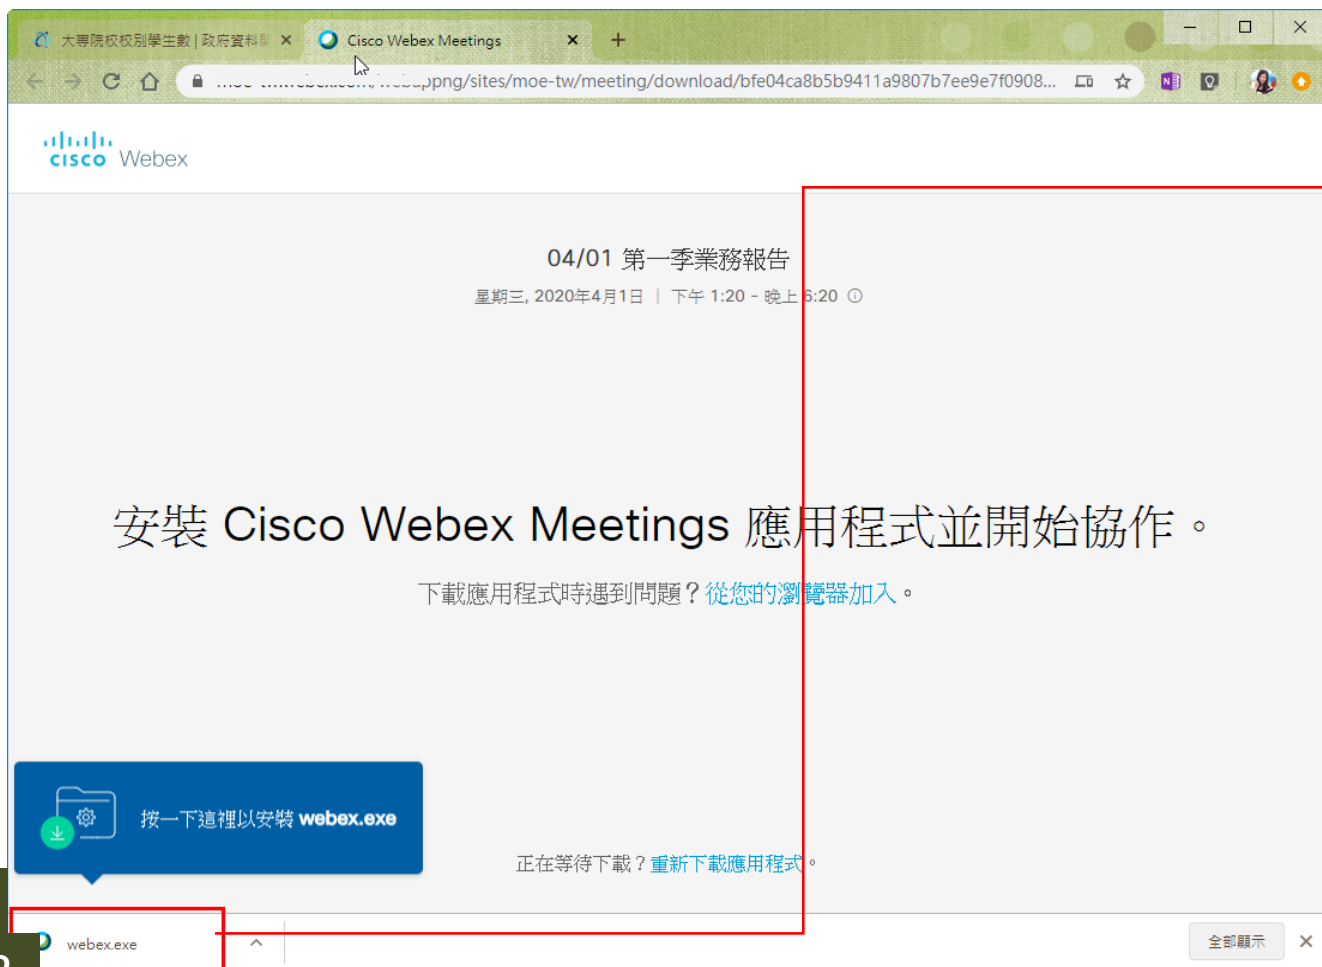 大專院校校別學生數 | 政府資料
Cisco Webex Meetings
ppng/sites/moe-tw/meeting/download/bfe04ca8b5b9411a9807b7ee9e7f0908...
CISCO Webex
04/01 第一季業務報告
星期三, 2020年4月1日 | 下午 1:20 - 晚上 6:20
安裝 Cisco Webex Meetings 應用程式並開始協作。
下載應用程式時遇到問題？從您的瀏覽器加入。
按一下這裡以安裝 webex.exe
正在等待下載？重新下載應用程式。
webex.exe
全部顯示